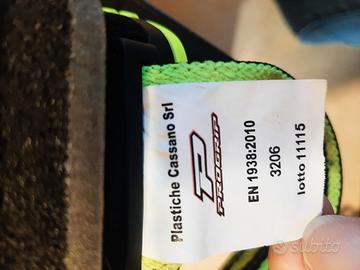 Plastiche Cassano Srl
PROGRIP
EN 1938:2010
3206
lotto 11115
subito